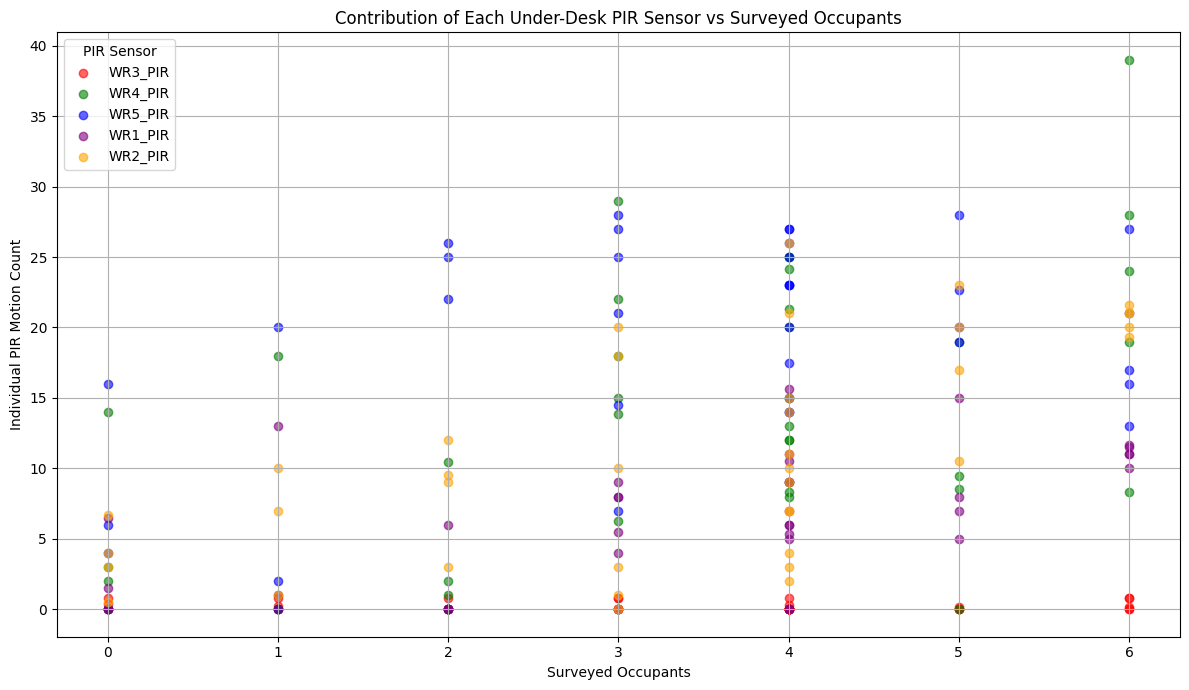 Contribution of Each Under-Desk PIR Sensor vs Surveyed Occupants
PIR Sensor
WR3_PIR
WR4_PIR
WR5_PIR
WR1_PIR
WR2_PIR
Individual PIR Motion Count
40
35
30
25
20
15
10
5
0
0 1 2 3 4 5 6
Surveyed Occupants